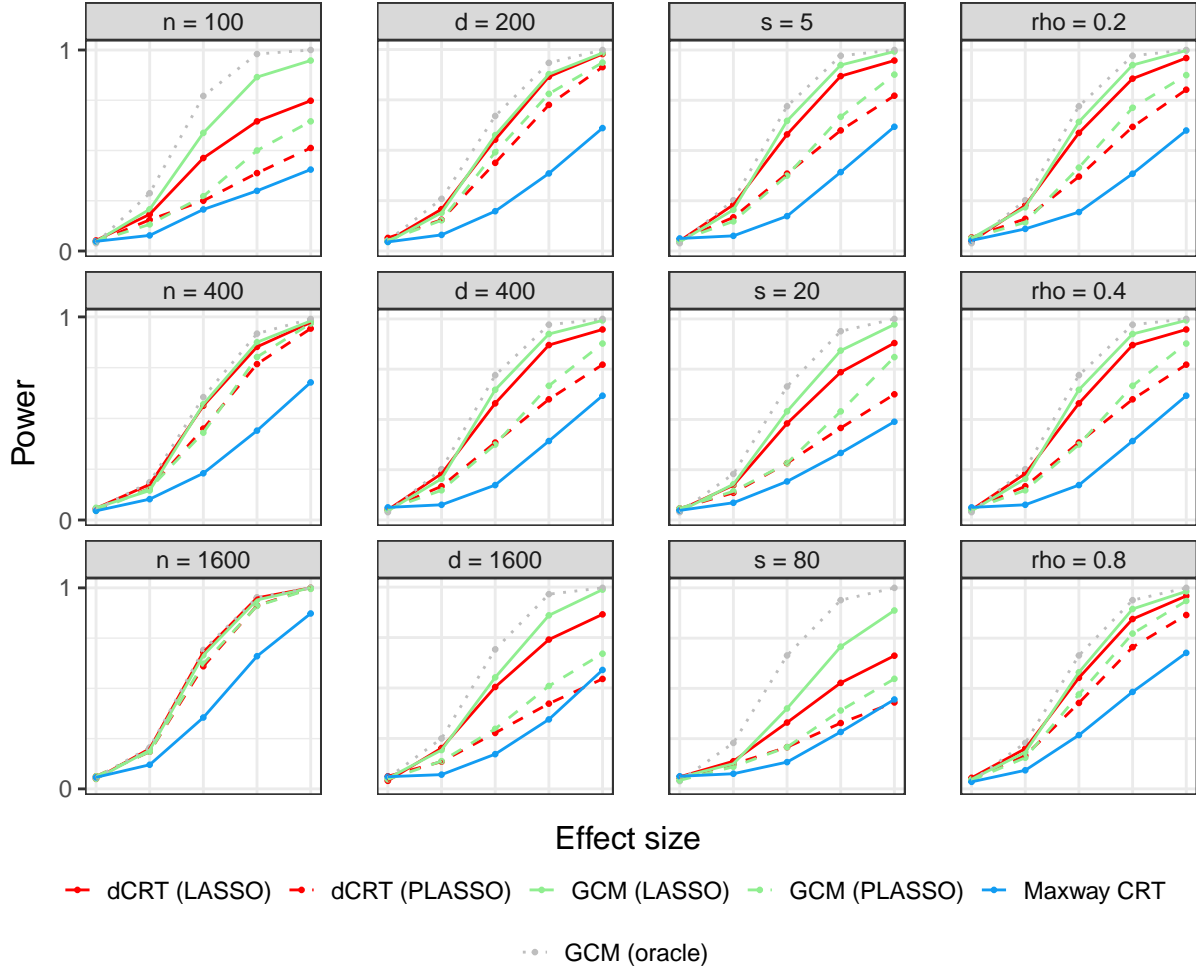 n = 100 d = 200 s = 5 rho = 0.2
1
0
n = 400 d = 400 s = 20 rho = 0.4
1
0
n = 1600 d = 1600 s = 80 rho = 0.8
1
0
Power
Effect size
dCRT (LASSO) dCRT (PLASSO) GCM (LASSO) GCM (PLASSO) Maxway CRT
GCM (oracle)